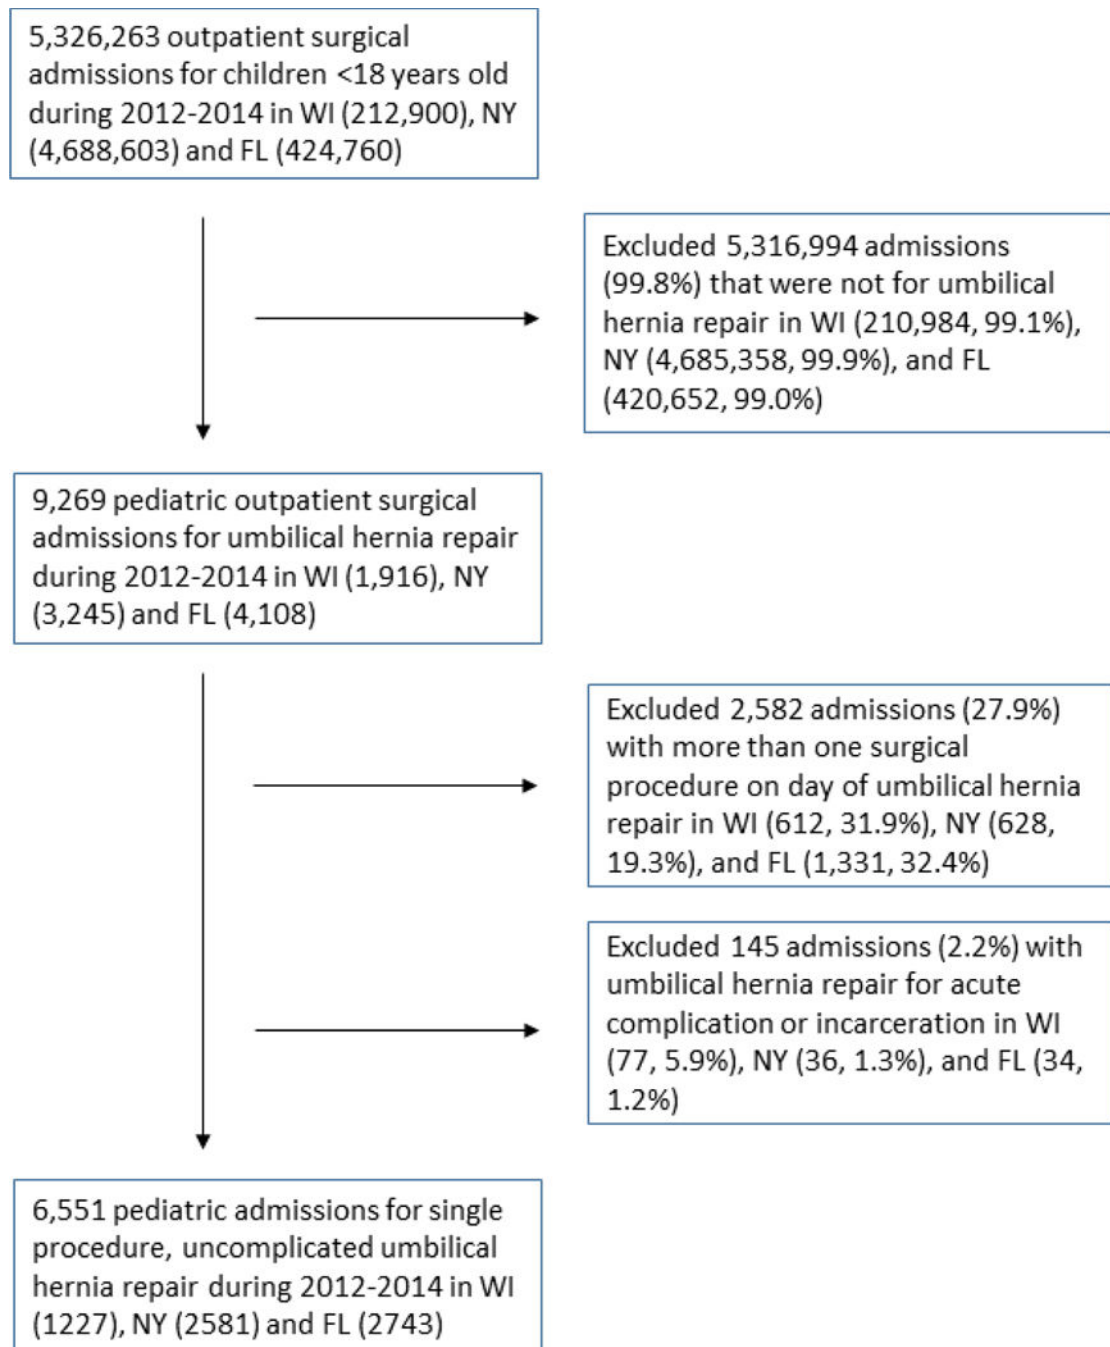 5,326,263 outpatient surgical
admissions for children <18 years old
during 2012-2014 in WI (212,900), NY
(4,688,603) and FL (424,760)
Excluded 5,316,994 admissions
(99.8%) that were not for umbilical
hernia repair in WI (210,984, 99.1%),
NY (4,685,358, 99.9%), and FL
(420,652, 99.0%)
9,269 pediatric outpatient surgical
admissions for umbilical hernia repair
during 2012-2014 in WI (1,916), NY
(3,245) and FL (4,108)
Excluded 2,582 admissions (27.9%)
with more than one surgical
procedure on day of umbilical hernia
repair in WI (612, 31.9%), NY (628,
19.3%), and FL (1,331, 32.4%)
Excluded 145 admissions (2.2%) with
umbilical hernia repair for acute
complication or incarceration in WI
(77, 5.9%), NY (36, 1.3%), and FL (34,
1.2%)
6,551 pediatric admissions for single
procedure, uncomplicated umbilical
hernia repair during 2012-2014 in WI
(1227), NY (2581) and FL (2743)